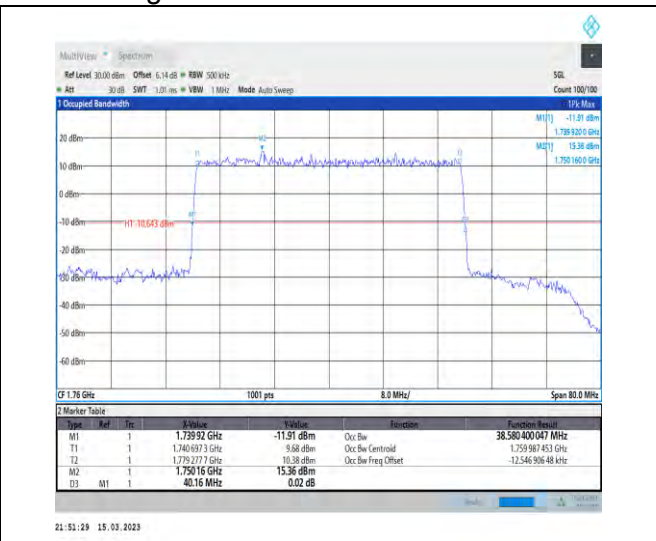 MultiView Spectrum
Ref Level 30.00 dBm Offset 6.14 dB RBW 500 kHz SGL
Att 30 dB SWT 1.01 ms VBW 1 MHz Mode Auto Sweep Count 100/100
1 Occupied Bandwidth 1Pk Max
M1[1] -11.91 dBm
1.739 920 0 GHz
M2[1] 15.36 dBm
1.750 160 0 GHz
20 dBm
10 dBm
0 dBm
-10 dBm
H1 -10.643 dBm
-20 dBm
-30 dBm
-40 dBm
-50 dBm
-60 dBm
T1
M2
T2
M1
CF 1.76 GHz 1001 pts 8.0 MHz/ Span 80.0 MHz
2 Marker Table
Type Ref Trc X-Value Y-Value Function Function Result
M1 1 1.739 92 GHz -11.91 dBm Occ Bw 38.580 400 047 MHz
T1 1 1.740 697 3 GHz 9.68 dBm Occ Bw Centroid 1.759 987 453 GHz
T2 1 1.779 277 7 GHz 10.38 dBm Occ Bw Freq Offset -12.546 906 48 kHz
M2 1 1.750 16 GHz 15.36 dBm
D3 M1 1 40.16 MHz 0.02 dB
21:51:29 15.03.2023